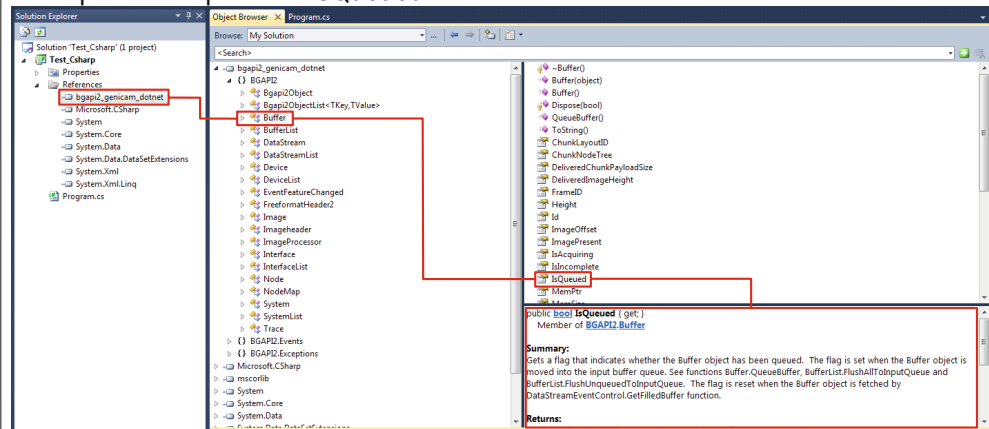 Solution Explorer
Solution 'Test_Csharp' (1 project)
Test_Csharp
Properties
References
bgapi2_genicam_dotnet
Microsoft.CSharp
System
System.Core
System.Data
System.Data.DataSetExtensions
System.Xml
System.Xml.Linq
Program.cs
Object Browser Program.cs
Browse: My Solution ...
<Search>
bgapi2_genicam_dotnet
{} BGAPI2
Bgapi2Object
Bgapi2ObjectList<TKey,TValue>
Buffer
BufferList
DataStream
DataStreamList
Device
DeviceList
EventFeatureChanged
FreeformatHeader2
Image
Imageheader
ImageProcessor
Interface
InterfaceList
Node
NodeMap
System
SystemList
Trace
{} BGAPI2.Events
{} BGAPI2.Exceptions
Microsoft.CSharp
mscorlib
System
System.Core
System.Data
System.Data.DataSetExtensions
~Buffer()
Buffer(object)
Buffer()
Dispose(bool)
QueueBuffer()
ToString()
ChunkLayoutID
ChunkNodeTree
DeliveredChunkPayloadSize
DeliveredImageHeight
FrameID
Height
Id
ImageOffset
ImagePresent
IsAcquiring
IsIncomplete
IsQueued
MemPtr
MemSize
public bool IsQueued { get; }
Member of BGAPI2.Buffer
Summary:
Gets a flag that indicates whether the Buffer object has been queued. The flag is set when the Buffer object is
moved into the input buffer queue. See functions Buffer.QueueBuffer, BufferList.FlushAllToInputQueue and
BufferList.FlushUnqueuedToInputQueue. The flag is reset when the Buffer object is fetched by
DataStreamEventControl.GetFilledBuffer function.
Returns: